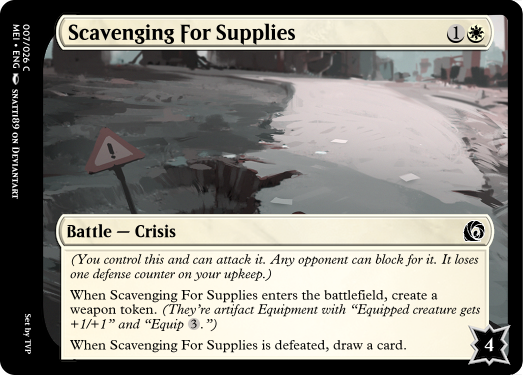 Scavenging For Supplies
1
Battle — Crisis
(You control this and can attack it. Any opponent can block for it. It loses
one defense counter on your upkeep.)
When Scavenging For Supplies enters the battlefield, create a
weapon token. (They're artifact Equipment with "Equipped creature gets
+1/+1" and "Equip 3.")
When Scavenging For Supplies is defeated, draw a card.
4
007/026 C
MEI • ENG SNATTI89 ON DEVIANTART
Set by TVP